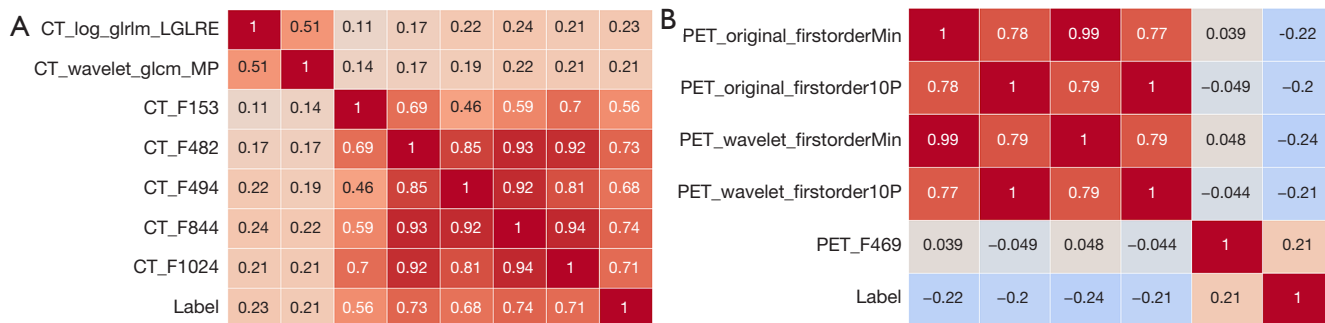 A
CT_log_glrlm_LGLRE 1 0.51 0.11 0.17 0.22 0.24 0.21 0.23
CT_wavelet_glcm_MP 0.51 1 0.14 0.17 0.19 0.22 0.21 0.21
CT_F153 0.11 0.14 1 0.69 0.46 0.59 0.7 0.56
CT_F482 0.17 0.17 0.69 1 0.85 0.93 0.92 0.73
CT_F494 0.22 0.19 0.46 0.85 1 0.92 0.81 0.68
CT_F844 0.24 0.22 0.59 0.93 0.92 1 0.94 0.74
CT_F1024 0.21 0.21 0.7 0.92 0.81 0.94 1 0.71
Label 0.23 0.21 0.56 0.73 0.68 0.74 0.71 1
B
PET_original_firstorderMin 1 0.78 0.99 0.77 0.039 -0.22
PET_original_firstorder10P 0.78 1 0.79 1 −0.049 −0.2
PET_wavelet_firstorderMin 0.99 0.79 1 0.79 0.048 −0.24
PET_wavelet_firstorder10P 0.77 1 0.79 1 −0.044 −0.21
PET_F469 0.039 −0.049 0.048 −0.044 1 0.21
Label −0.22 −0.2 −0.24 −0.21 0.21 1